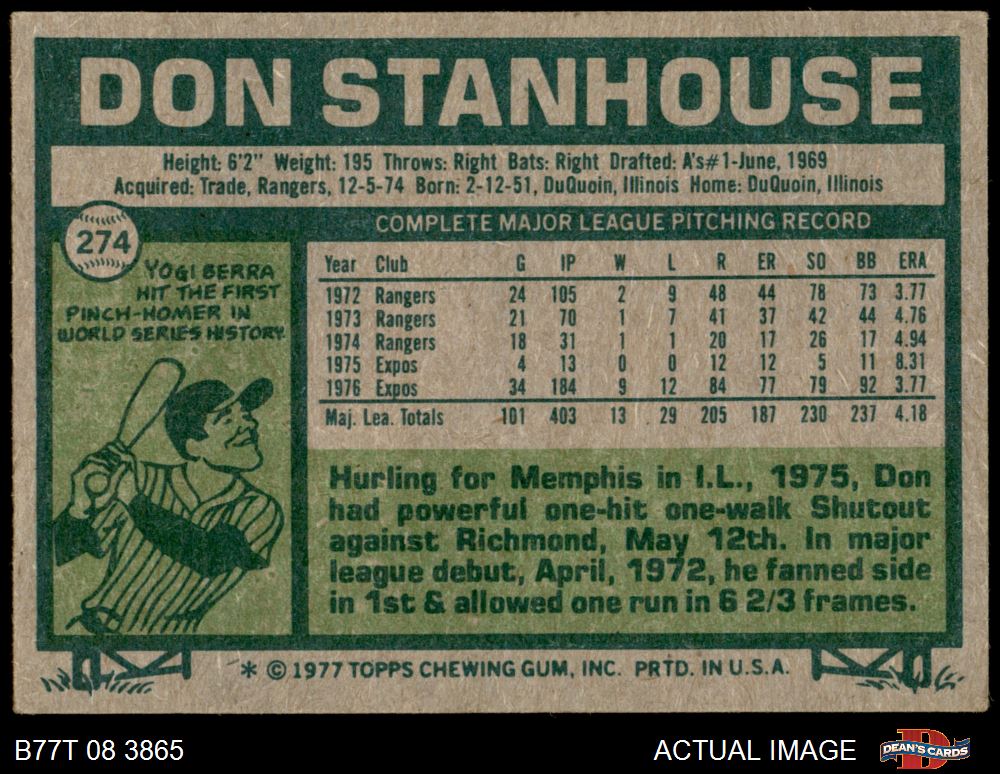 DON STANHOUSE
Height: 6'2" Weight: 195 Throws: Right Bats: Right Drafted: A's#1-June, 1969
Acquired: Trade, Rangers, 12-5-74 Born: 2-12-51, DuQuoin, Illinois Home: DuQuoin, Illinois
274
YOGI BERRA
HIT THE FIRST
PINCH-HOMER IN
WORLD SERIES HISTORY.
COMPLETE MAJOR LEAGUE PITCHING RECORD
Year Club G IP W L R ER SO BB ERA
1972 Rangers 24 105 2 9 48 44 78 73 3.77
1973 Rangers 21 70 1 7 41 37 42 44 4.76
1974 Rangers 18 31 1 1 20 17 26 17 4.94
1975 Expos 4 13 0 0 12 12 5 11 8.31
1976 Expos 34 184 9 12 84 77 79 92 3.77
Maj. Lea. Totals 101 403 13 29 205 187 230 237 4.18
Hurling for Memphis in I.L., 1975, Don
had powerful one-hit one-walk Shutout
against Richmond, May 12th. In major
league debut, April, 1972, he fanned side
in 1st & allowed one run in 6 2/3 frames.
* © 1977 TOPPS CHEWING GUM, INC. PRTD. IN U.S.A.
B77T 08 3865
ACTUAL IMAGE
DEAN'S CARDS